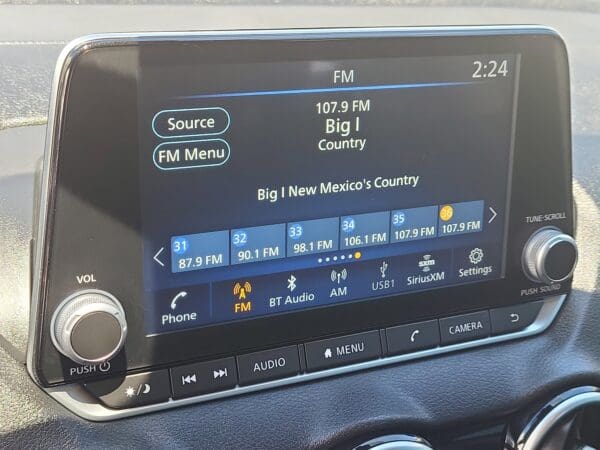 FM
2:24
107.9 FM
Big I
Country
Source
FM Menu
Big I New Mexico's Country
31 32 33 34 35 36
87.9 FM 90.1 FM 98.1 FM 106.1 FM 107.9 FM 107.9 FM
Phone FM BT Audio AM USB1 SiriusXM Settings
VOL
PUSH
TUNE-SCROLL
PUSH SOUND
AUDIO MENU CAMERA